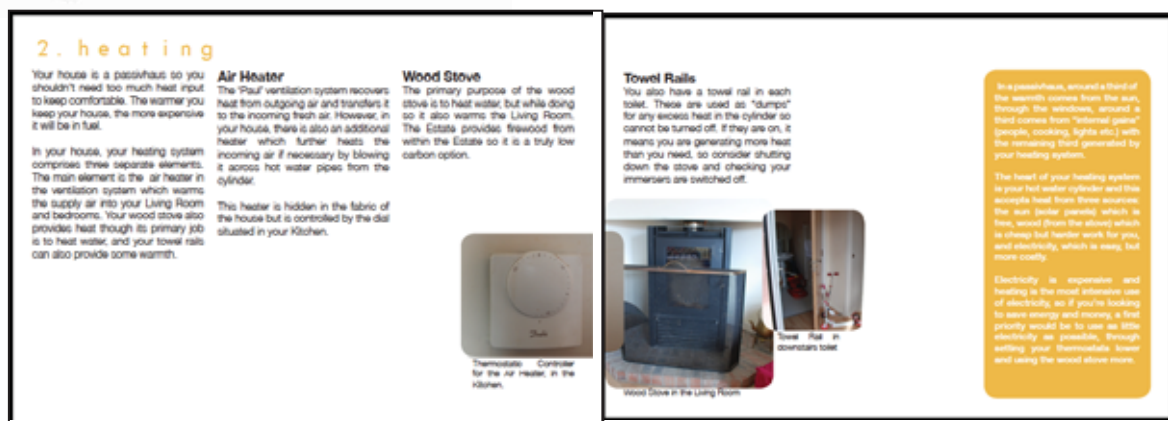 2. heating
Your house is a passivhaus so you
shouldn't need too much heat input
to keep comfortable. The warmer you
keep your house, the more expensive
it will be in fuel.
In your house, your heating system
comprises three separate elements.
The main element is the air heater in
the ventilation system which warms
the supply air into your Living Room
and bedrooms. Your wood stove also
provides heat though its primary job
is to heat water, and your towel rails
can also provide some warmth.
Air Heater
The 'Paul' ventilation system recovers
heat from outgoing air and transfers it
to the incoming fresh air. However, in
your house, there is also an additional
heater which further heats the
incoming air if necessary by blowing
it across hot water pipes from the
cylinder.
This heater is hidden in the fabric of
the house but is controlled by the dial
situated in your Kitchen.
Wood Stove
The primary purpose of the wood
stove is to heat water, but while doing
so it also warms the Living Room.
The Estate provides firewood from
within the Estate so it is a truly low
carbon option.
Danfoss
Thermostatic Controller
for the Air Heater, in the
Kitchen.
Towel Rails
You also have a towel rail in each
toilet. These are used as "dumps"
for any excess heat in the cylinder so
cannot be turned off. If they are on, it
means you are generating more heat
than you need, so consider shutting
down the stove and checking your
immersers are switched off.
Wood Stove in the Living Room
Towel Rail in
downstairs toilet
In a passivhaus, around a third of
the warmth comes from the sun,
through the windows, around a
third comes from "internal gains"
(people, cooking, lights etc.) with
the remaining third generated by
your heating system.
The heart of your heating system
is your hot water cylinder and this
accepts heat from three sources:
the sun (solar panels) which is
free, wood (from the stove) which
is cheap but harder work for you,
and electricity, which is easy, but
more costly.
Electricity is expensive and
heating is the most intensive use
of electricity, so if you're looking
to save energy and money, a first
priority would be to use as little
electricity as possible, through
setting your thermostats lower
and using the wood stove more.